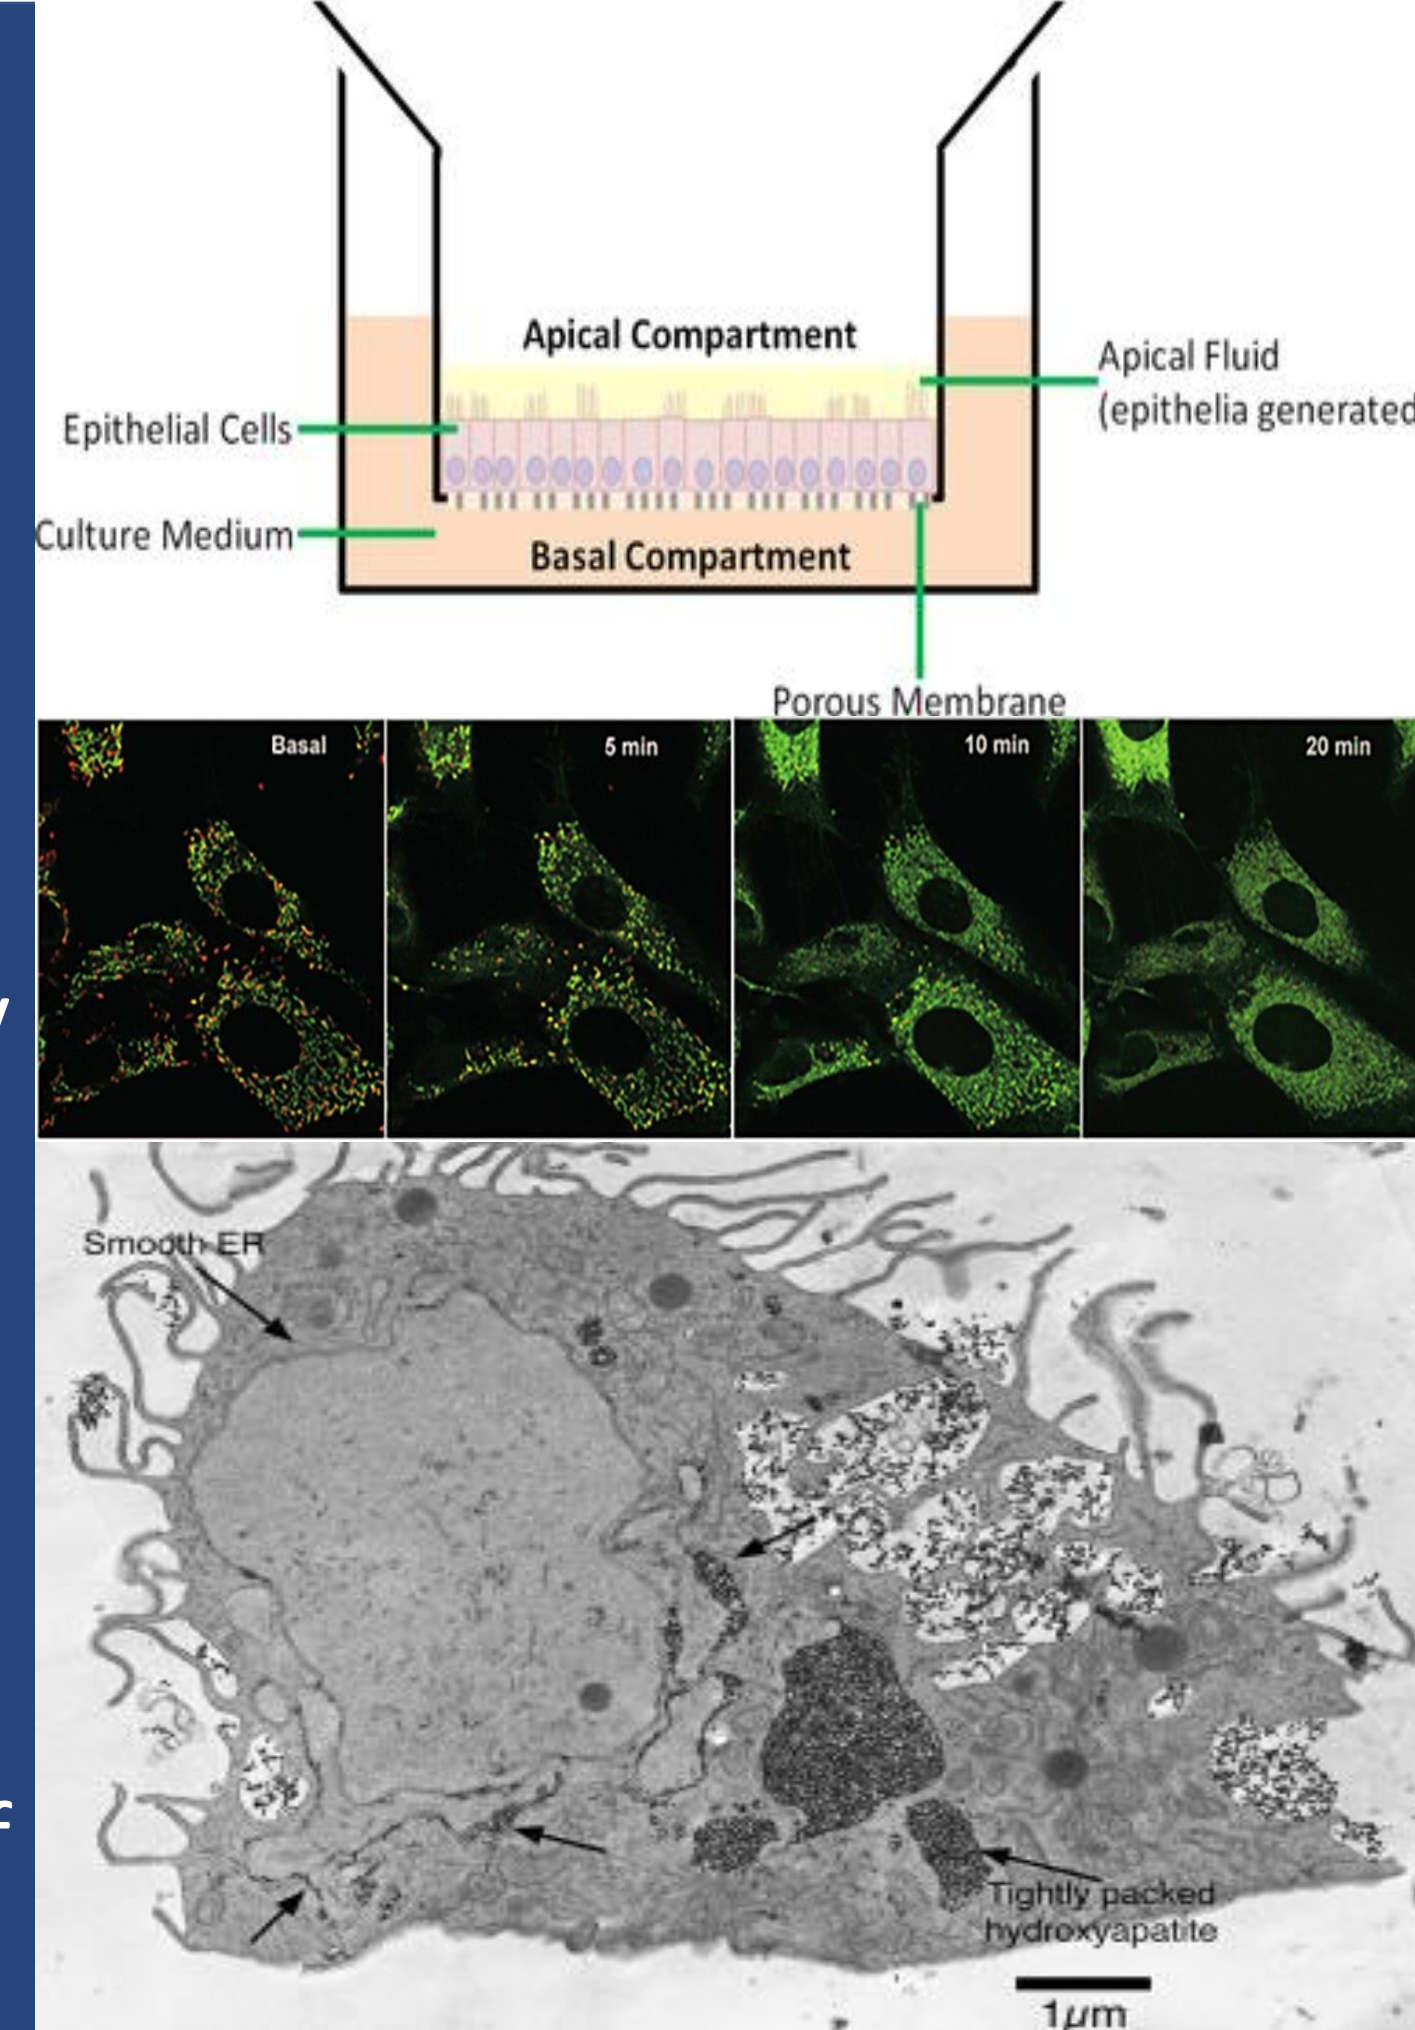 Apical Compartment
Apical Fluid
(epithelia generated
Epithelial Cells
Culture Medium
Basal Compartment
Porous Membrane
Basal
5 min
10 min
20 min
Smooth ER
Tightly packed
hydroxyapatite
1µm